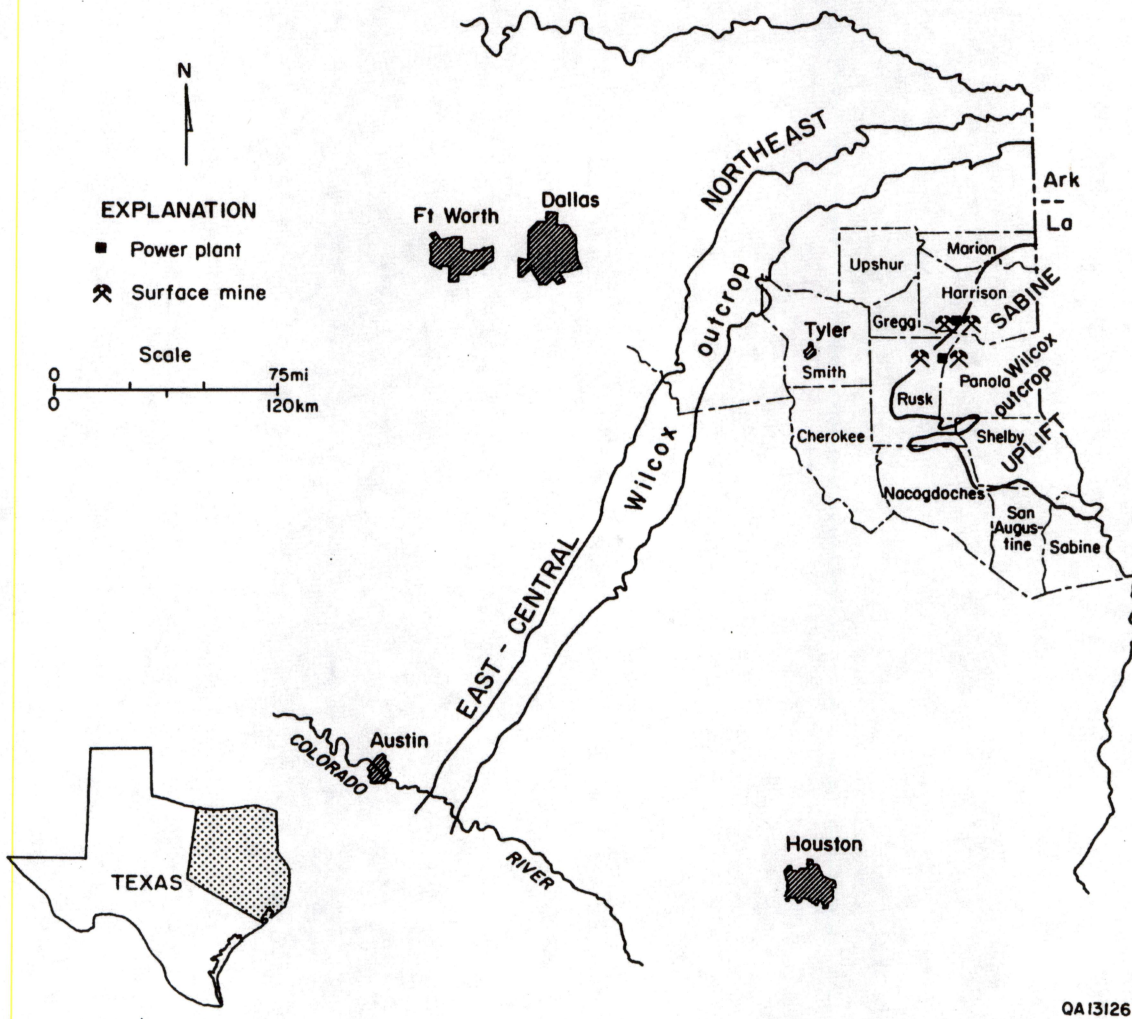 N
EXPLANATION
Power plant
Surface mine
Scale
0 75mi
0 120km
Ft Worth
Dallas
NORTHEAST
Wilcox outcrop
EAST - CENTRAL
Ark
La
Upshur
Marion
Harrison
Gregg
SABINE
UPLIFT
Tyler
Smith
Rusk
Panola
Wilcox
outcrop
Cherokee
Shelby
Nacogdoches
San
Augus-
tine
Sabine
Austin
COLORADO
RIVER
Houston
TEXAS
QA13126